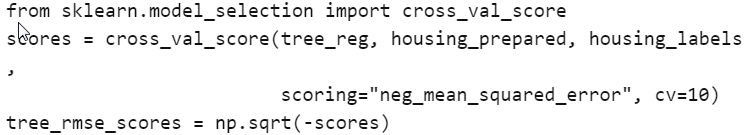 from sklearn.model_selection import cross_val_score
scores = cross_val_score(tree_reg, housing_prepared, housing_labels
,
scoring="neg_mean_squared_error", cv=10)
tree_rmse_scores = np.sqrt(-scores)